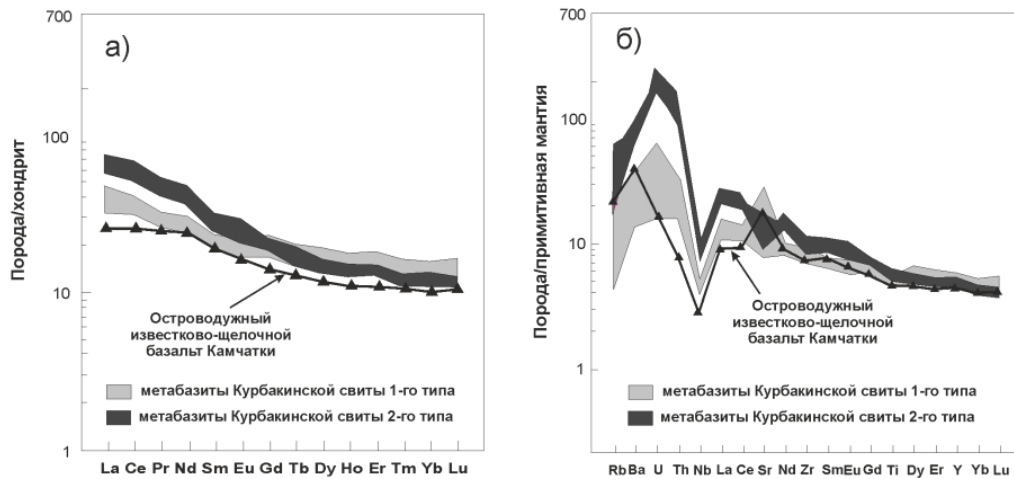 а)
700
100
10
1
Порода/хондрит
Островодужный
известково-щелочной
базальт Камчатки
метабазиты Курбакинской свиты 1-го типа
метабазиты Курбакинской свиты 2-го типа
La Ce Pr Nd Sm Eu Gd Tb Dy Ho Er Tm Yb Lu
б)
700
100
10
1
Порода/примитивная мантия
Островодужный
известково-щелочной
базальт Камчатки
метабазиты Курбакинской свиты 1-го типа
метабазиты Курбакинской свиты 2-го типа
Rb Ba U Th Nb La Ce Sr Nd Zr Sm Eu Gd Ti Dy Er Y Yb Lu